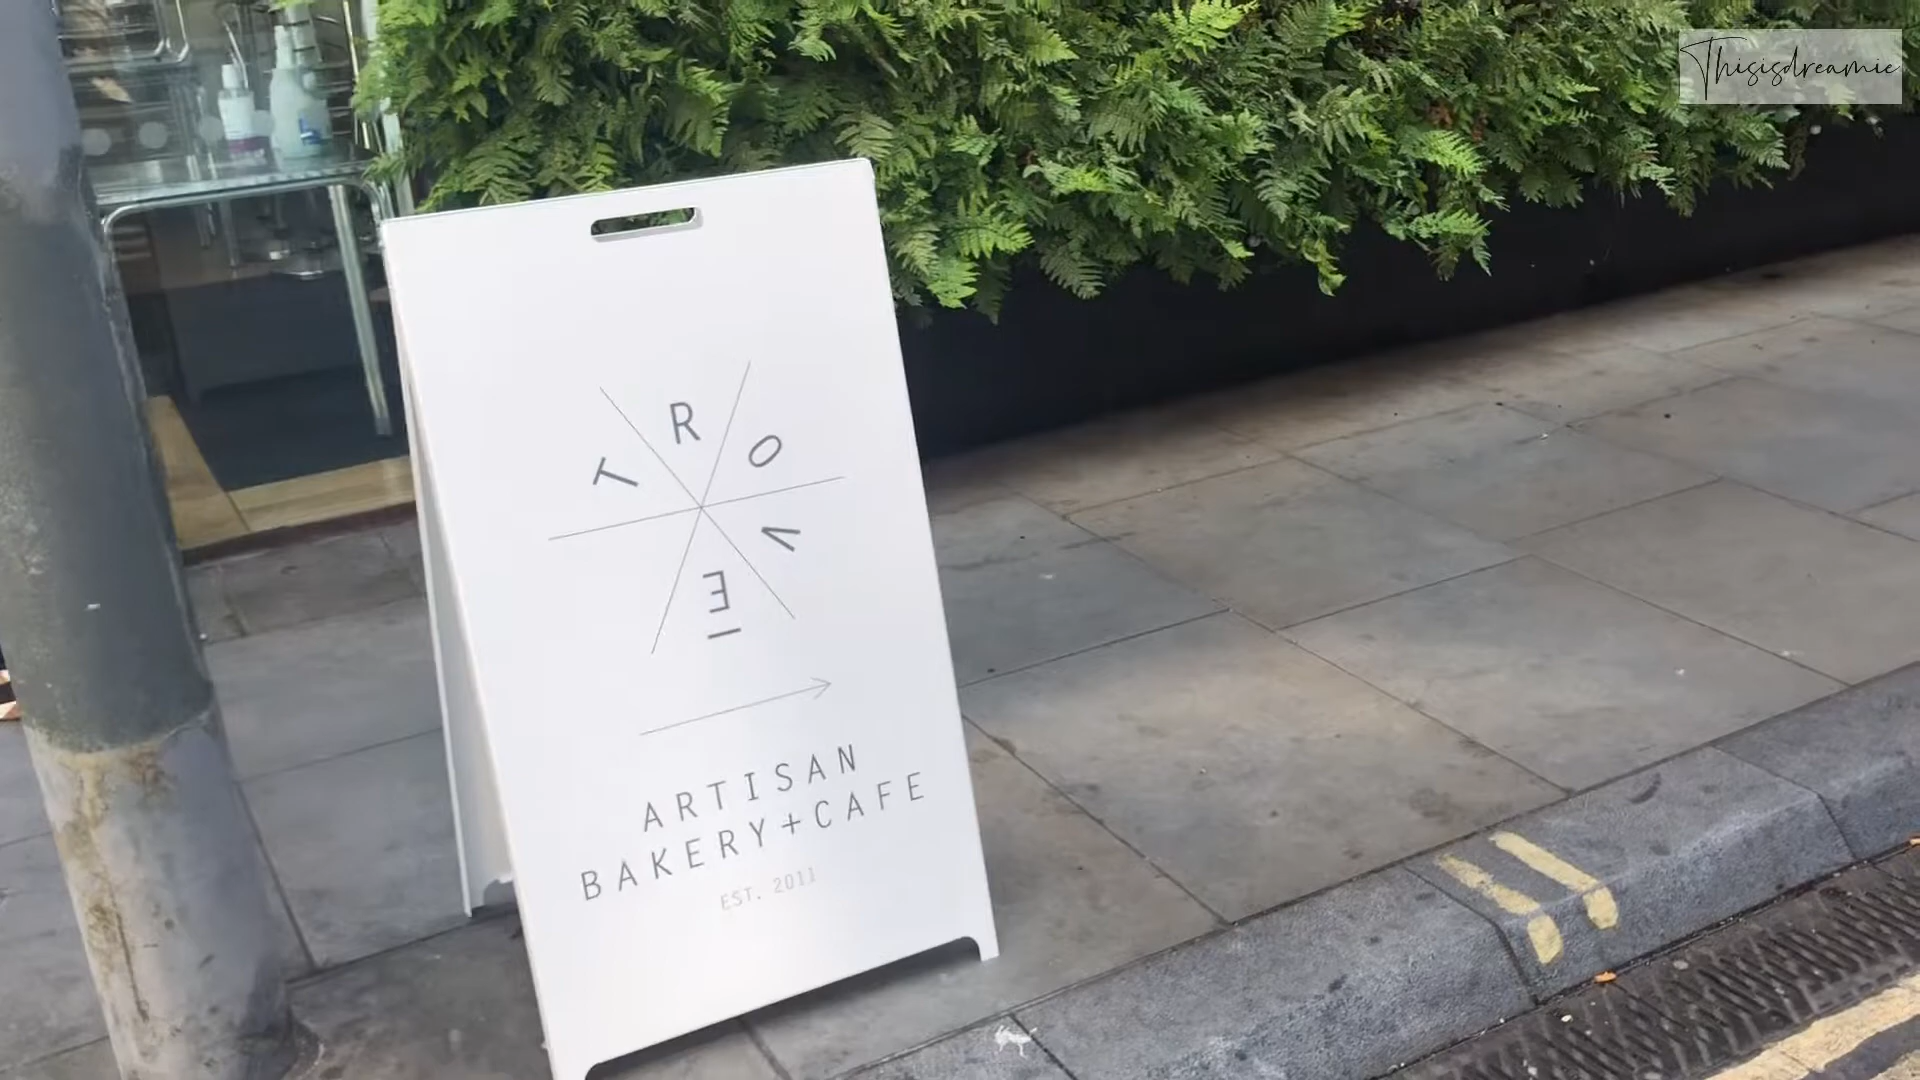 Thisisdreamie
TROVE
ARTISAN
BAKERY+CAFE
EST. 2011